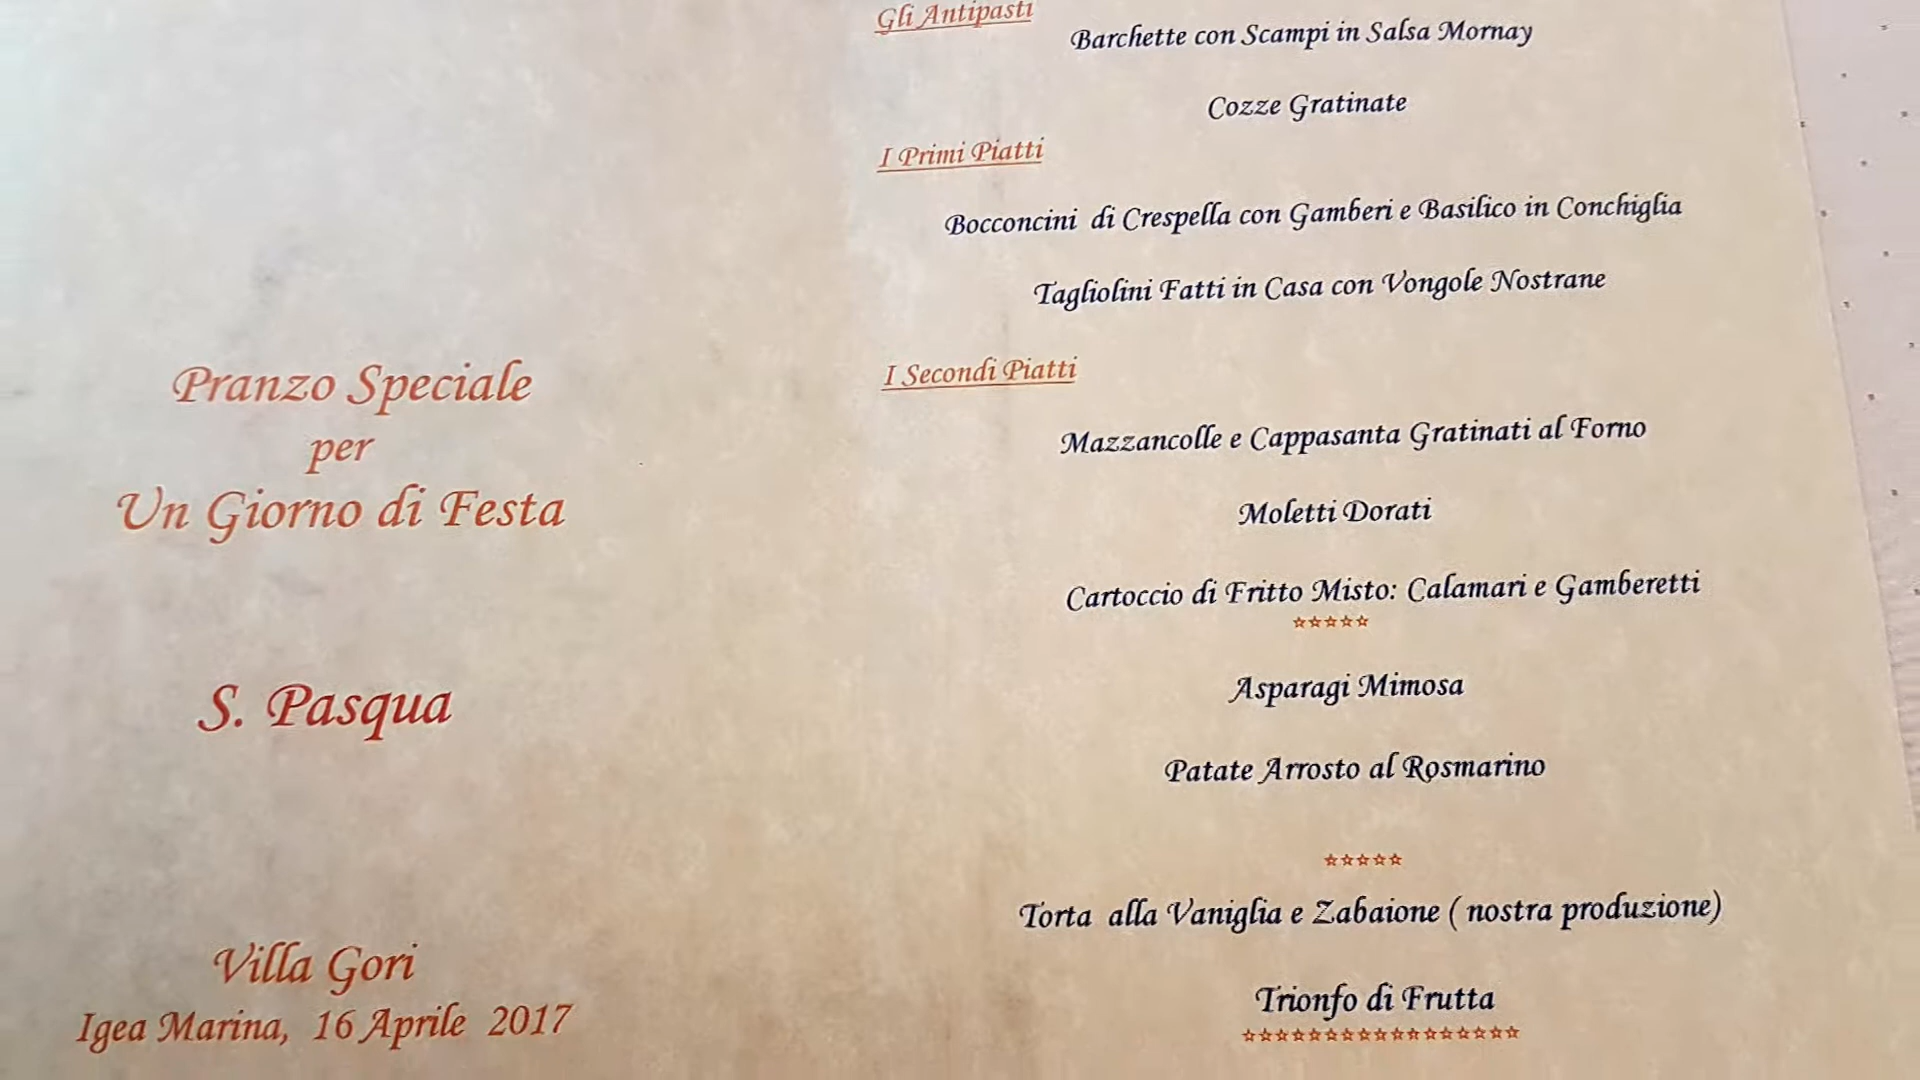 Pranzo Speciale
per
Un Giorno di Festa
S. Pasqua
Villa Gori
Igea Marina, 16 Aprile 2017
Gli Antipasti
Barchette con Scampi in Salsa Mornay
Cozze Gratinate
I Primi Piatti
Bocconcini di Crespella con Gamberi e Basilico in Conchiglia
Tagliolini Fatti in Casa con Vongole Nostrane
I Secondi Piatti
Mazzancolle e Cappasanta Gratinati al Forno
Moletti Dorati
Cartoccio di Fritto Misto: Calamari e Gamberetti
☆☆☆☆☆
Asparagi Mimosa
Patate Arrosto al Rosmarino
☆☆☆☆☆
Torta alla Vaniglia e Zabaione ( nostra produzione)
Trionfo di Frutta
☆☆☆☆☆☆☆☆☆☆☆☆☆☆☆☆☆